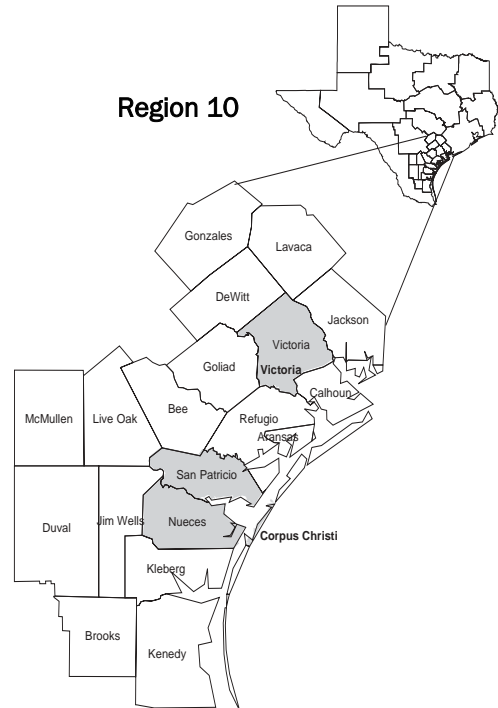 Region 10
Gonzales
Lavaca
DeWitt
Jackson
Victoria
Goliad
Victoria
Calhoun
Bee
Refugio
McMullen
Live Oak
Aransas
San Patricio
Duval
Jim Wells
Nueces
Corpus Christi
Kleberg
Brooks
Kenedy